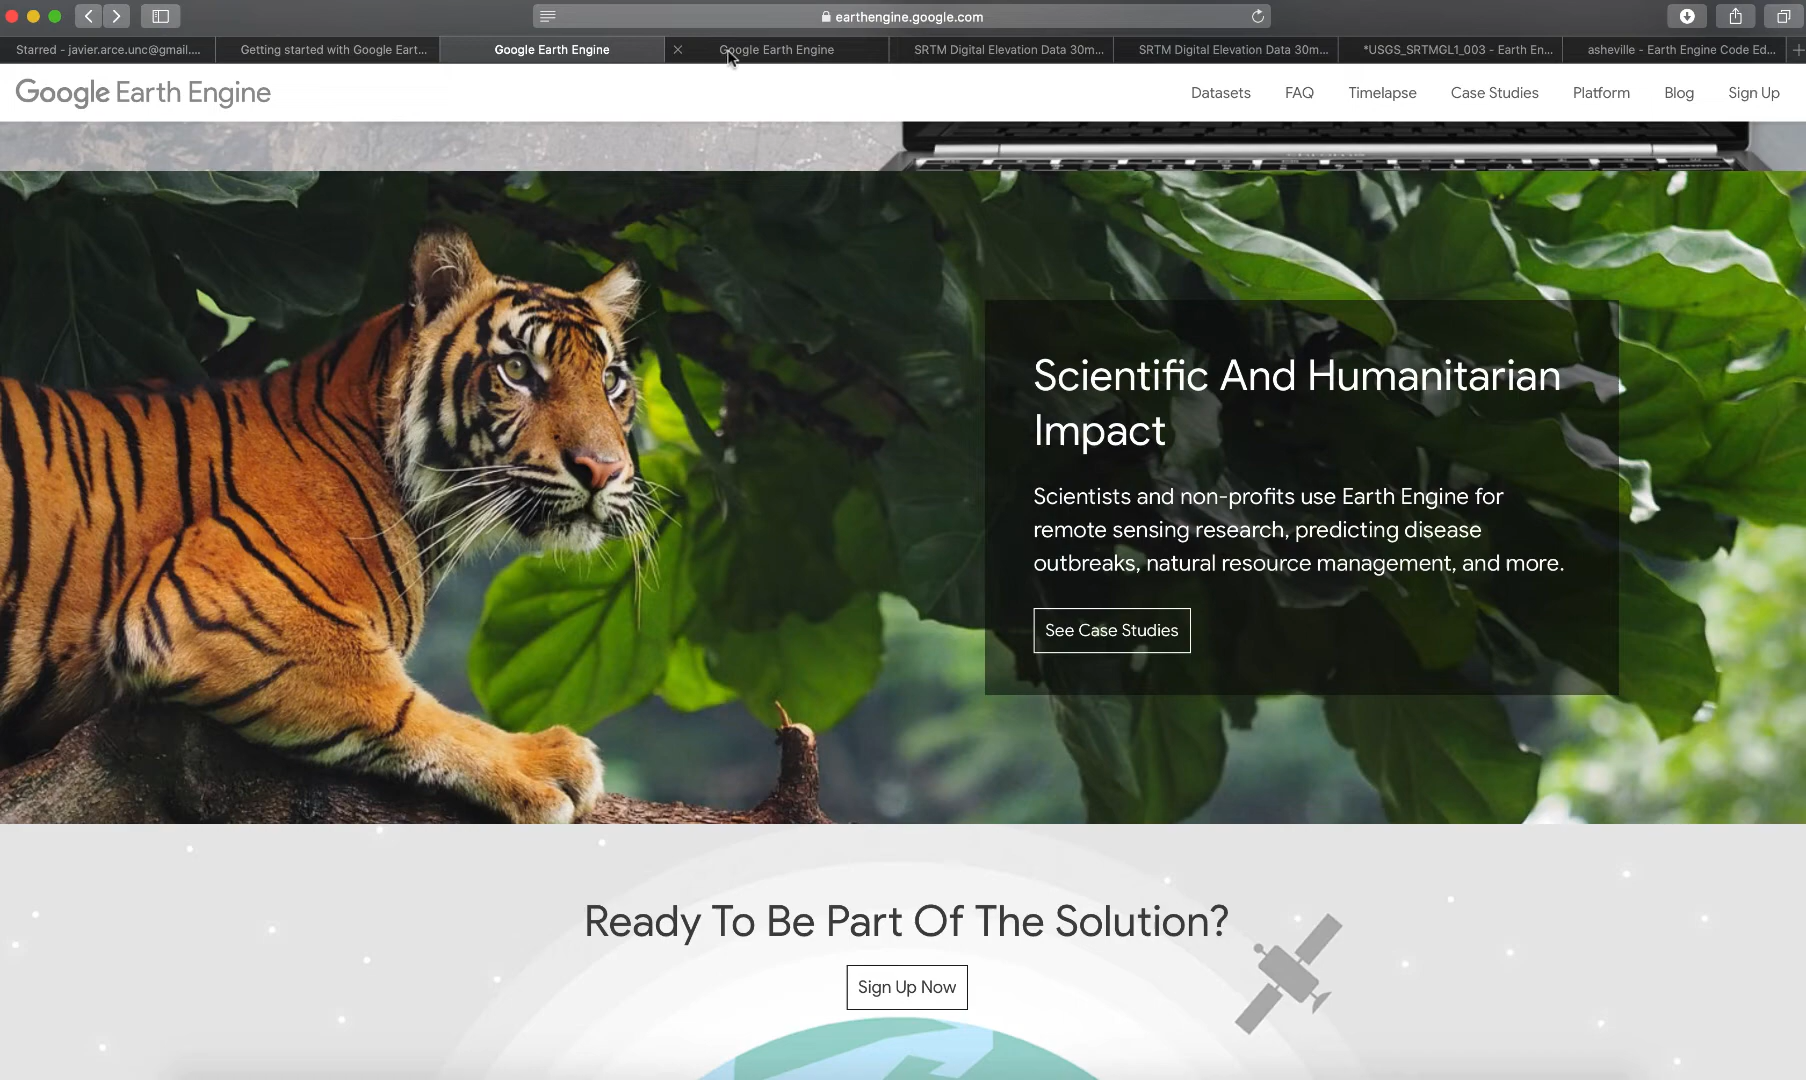 earthengine.google.com
Starred - javier.arce.unc@gmail....
Getting started with Google Eart...
Google Earth Engine
Google Earth Engine
SRTM Digital Elevation Data 30m...
SRTM Digital Elevation Data 30m...
*USGS_SRTMGL1_003 - Earth En...
asheville - Earth Engine Code Ed...
Google Earth Engine
Datasets
FAQ
Timelapse
Case Studies
Platform
Blog
Sign Up
chrome
Scientific And Humanitarian
Impact
Scientists and non-profits use Earth Engine for
remote sensing research, predicting disease
outbreaks, natural resource management, and more.
See Case Studies
Ready To Be Part Of The Solution?
Sign Up Now